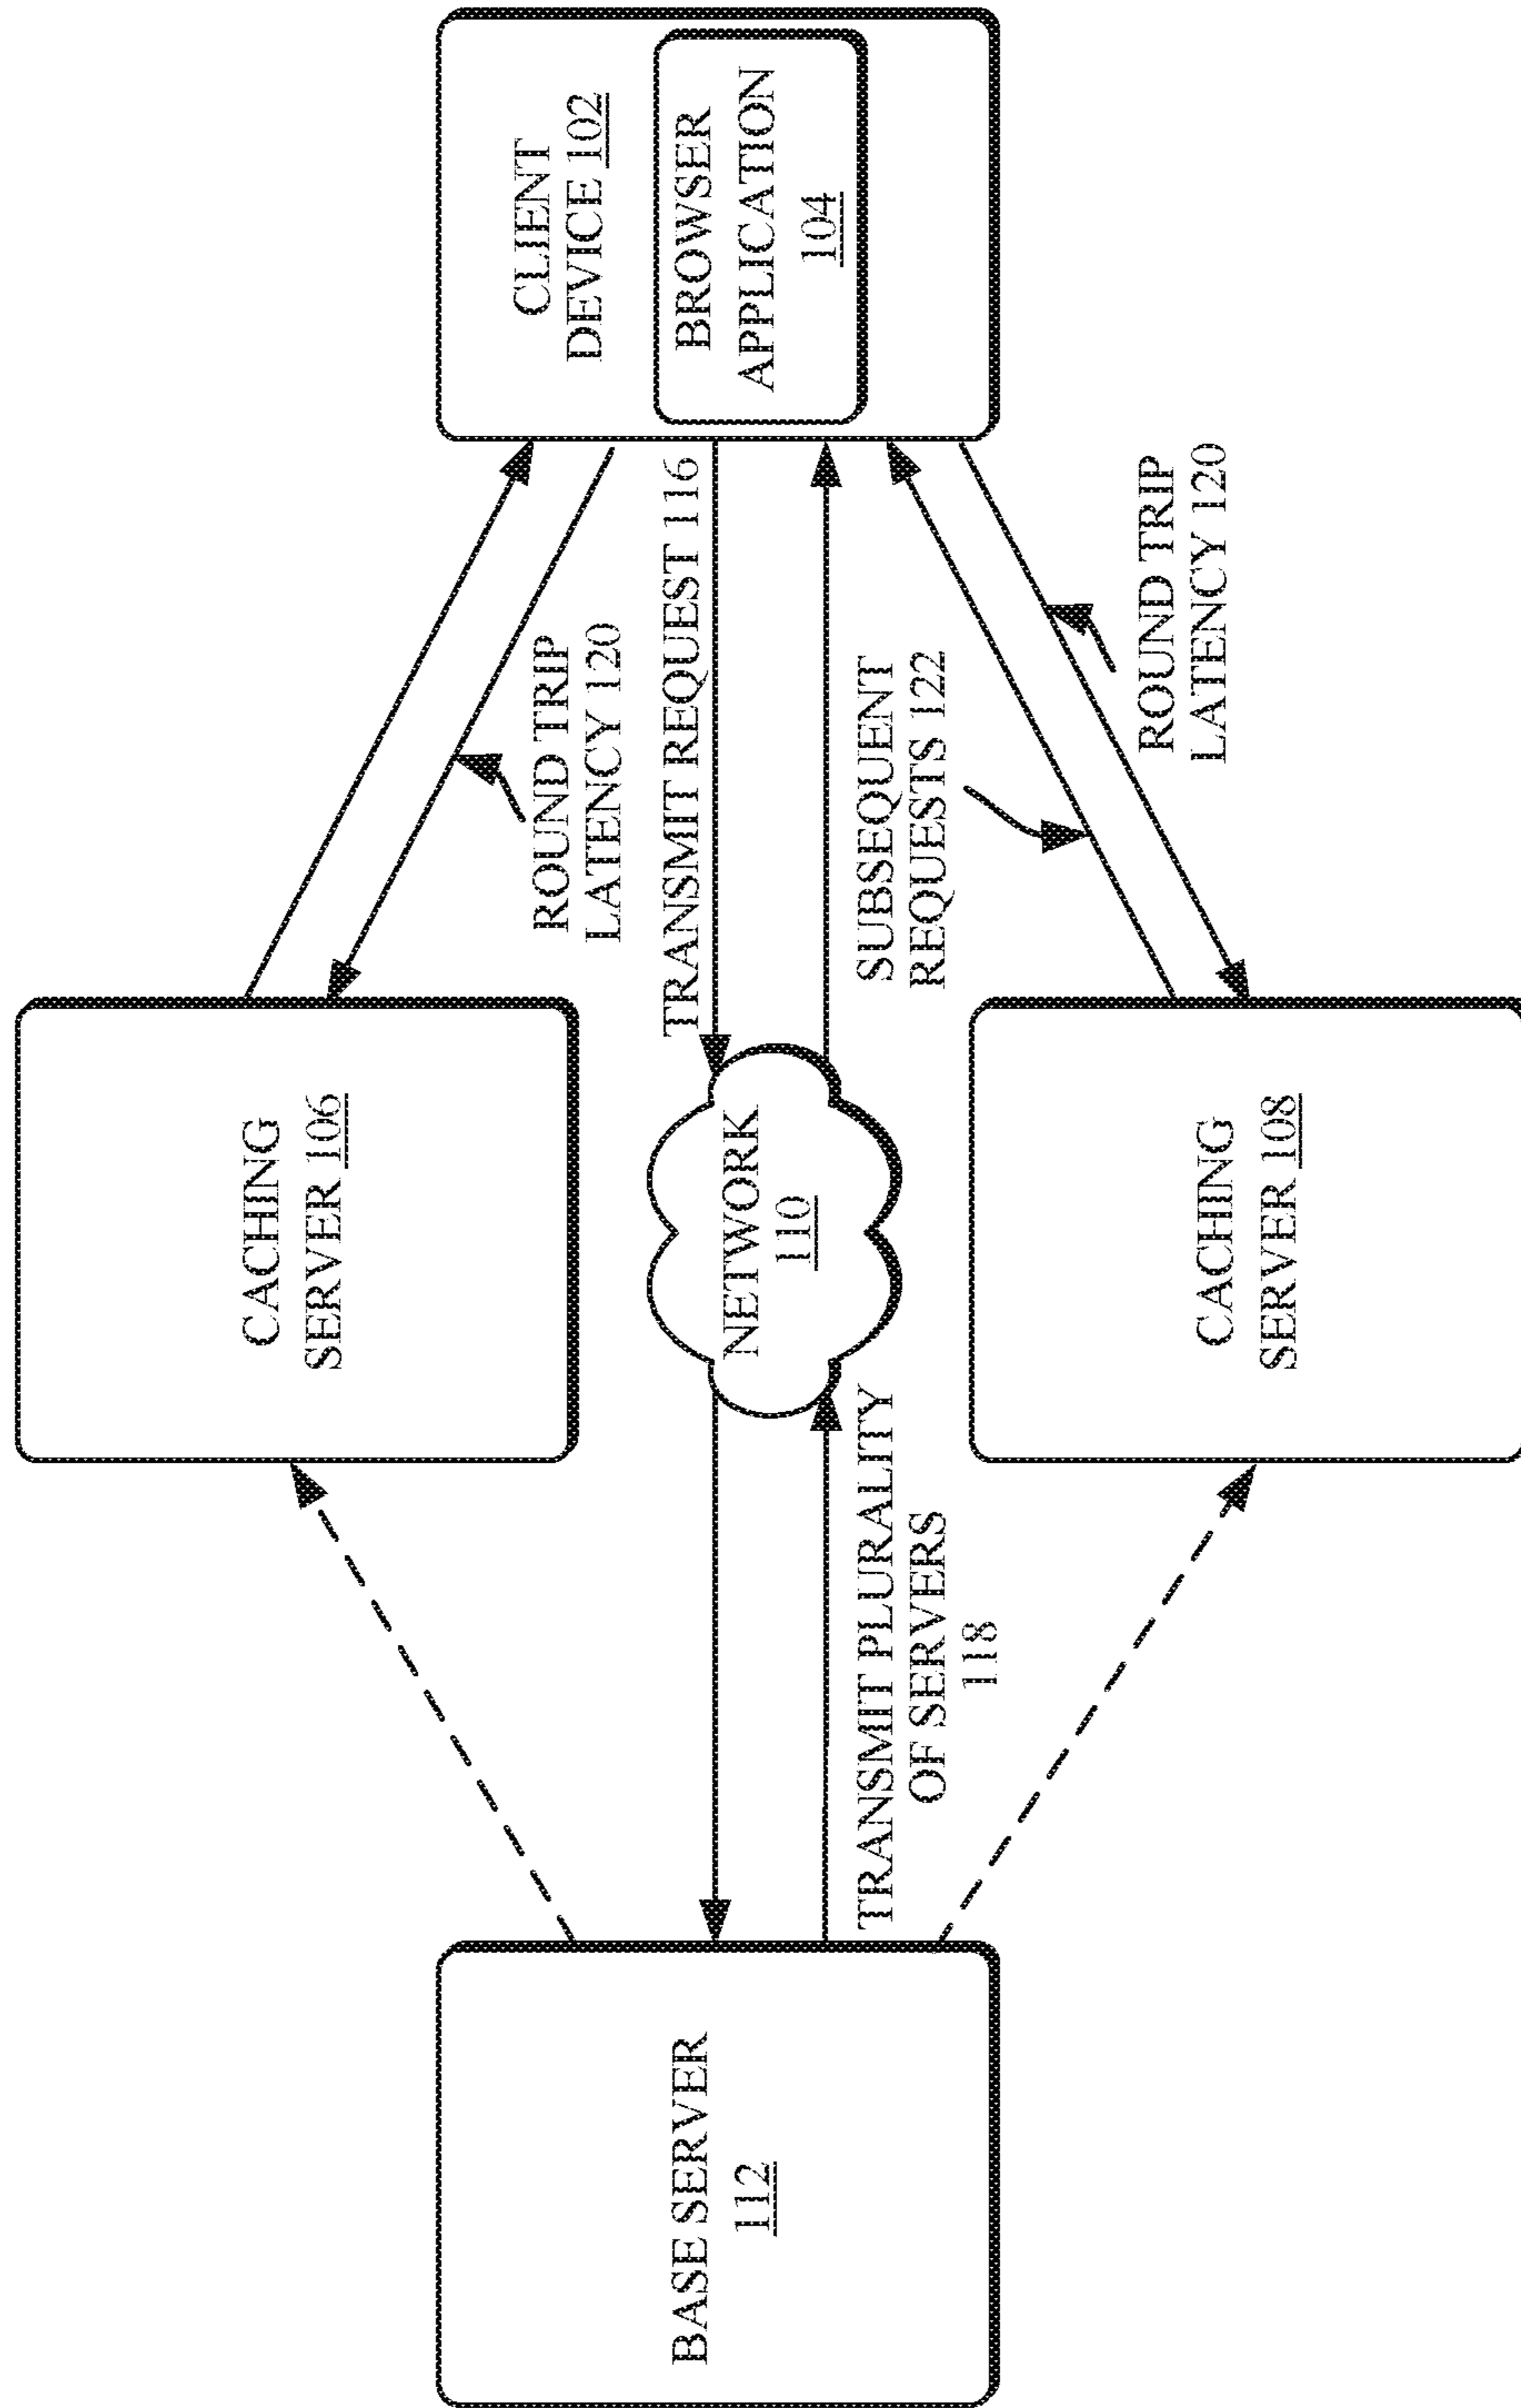 CLIENT
DEVICE 102
BROWSER
APPLICATION
104
CACHING
SERVER 106
ROUND TRIP
LATENCY 120
TRANSMIT REQUEST 116
NETWORK
110
SUBSEQUENT
REQUESTS 122
ROUND TRIP
LATENCY 120
CACHING
SERVER 108
TRANSMIT PLURALITY
OF SERVERS
118
BASE SERVER
112